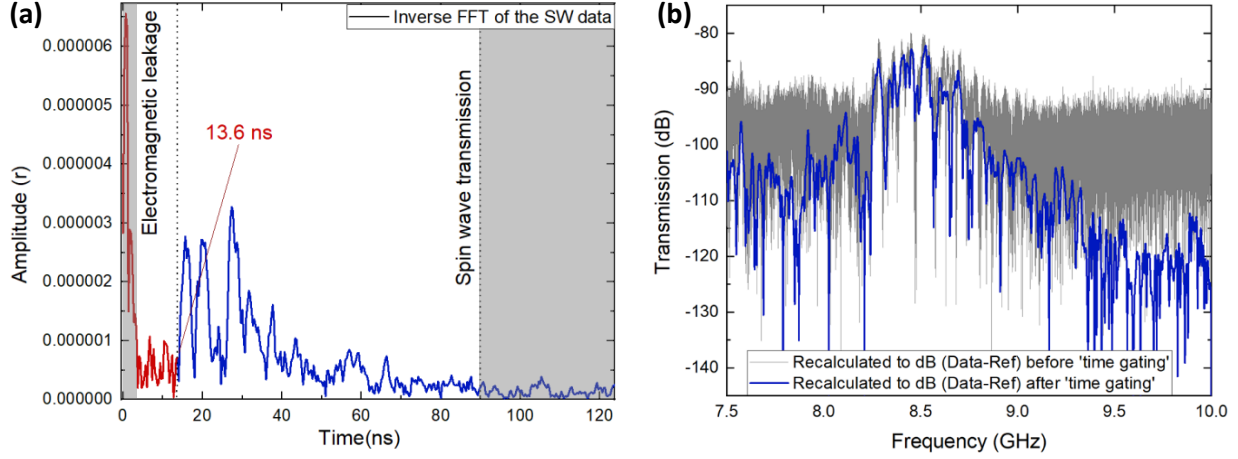 (a)
Inverse FFT of the SW data
0.000006
0.000005
0.000004
0.000003
0.000002
0.000001
0.000000
Amplitude (r)
Electromagnetic leakage
13.6 ns
Spin wave transmission
0
20
40
60
80
100
120
Time(ns)
(b)
-80
-90
-100
-110
-120
-130
-140
Transmission (dB)
Recalculated to dB (Data-Ref) before 'time gating'
Recalculated to dB (Data-Ref) after 'time gating'
7.5
8.0
8.5
9.0
9.5
10.0
Frequency (GHz)